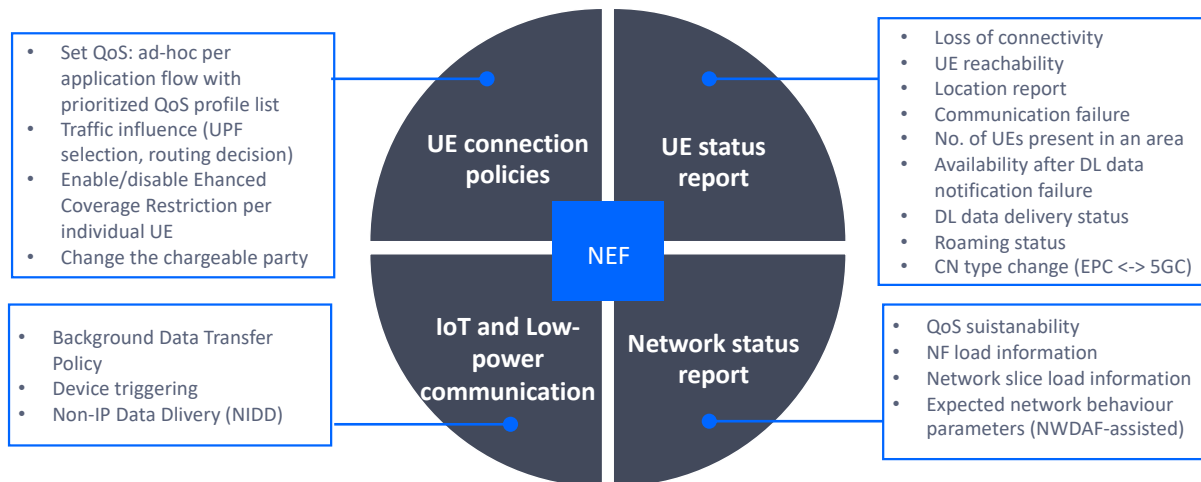 • Set QoS: ad-hoc per
application flow with
prioritized QoS profile list
• Traffic influence (UPF
selection, routing decision)
• Enable/disable Ehanced
Coverage Restriction per
individual UE
• Change the chargeable party
UE connection
policies
UE status
report
• Loss of connectivity
• UE reachability
• Location report
• Communication failure
• No. of UEs present in an area
• Availability after DL data
notification failure
• DL data delivery status
• Roaming status
• CN type change (EPC <-> 5GC)
NEF
• Background Data Transfer
Policy
• Device triggering
• Non-IP Data Dlivery (NIDD)
IoT and Low-
power
communication
Network status
report
• QoS suistanability
• NF load information
• Network slice load information
• Expected network behaviour
parameters (NWDAF-assisted)